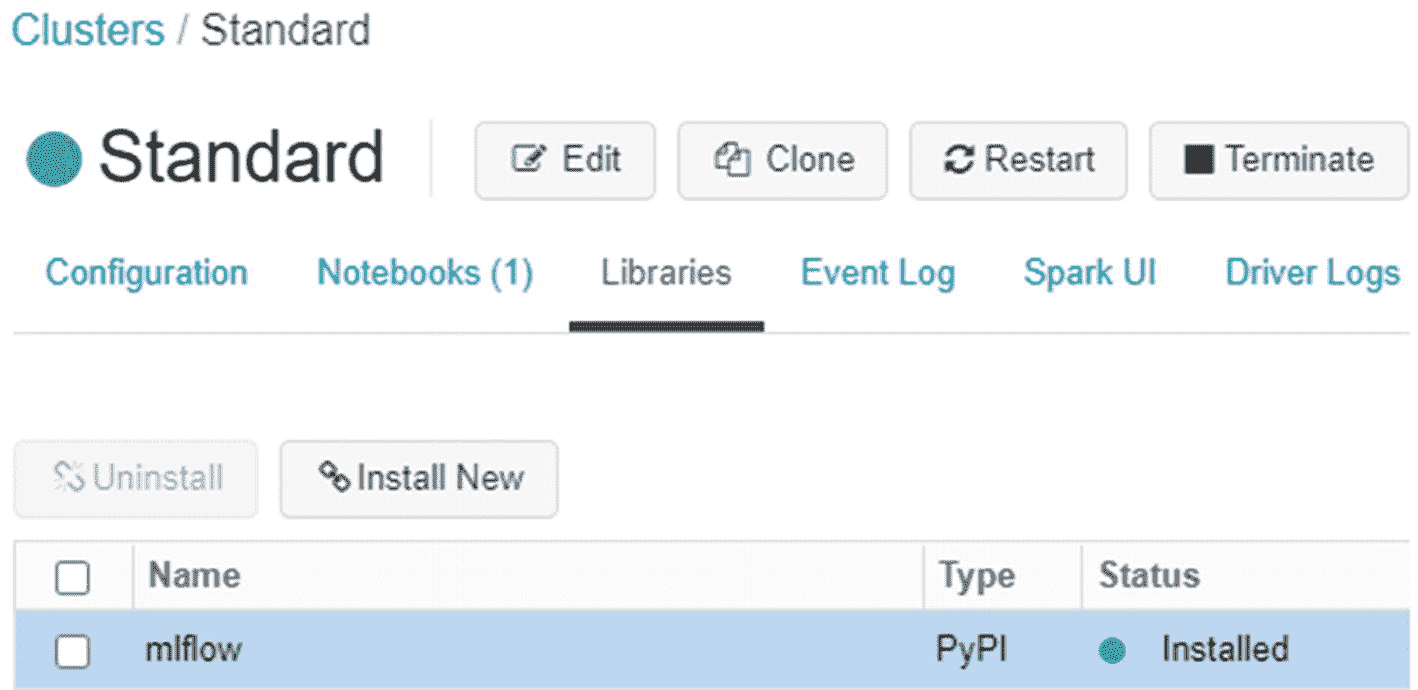 Clusters / Standard
Standard Edit Clone Restart Terminate
Configuration Notebooks (1) Libraries Event Log Spark UI Driver Logs
Uninstall Install New
Name Type Status
mlflow PyPI Installed